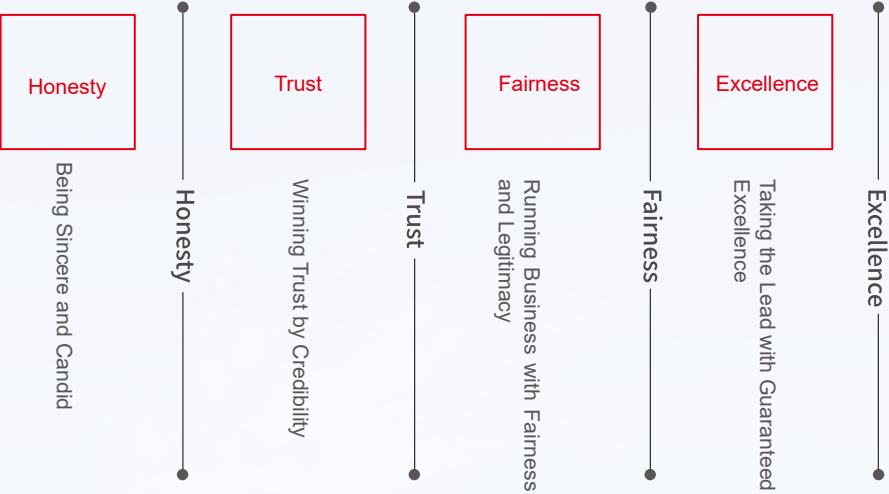 Honesty
Being Sincere and Candid
Honesty
Trust
Winning Trust by Credibility
Trust
Fairness
Running Business with Fairness
and Legitimacy
Fairness
Excellence
Taking the Lead with Guaranteed
Excellence
Excellence